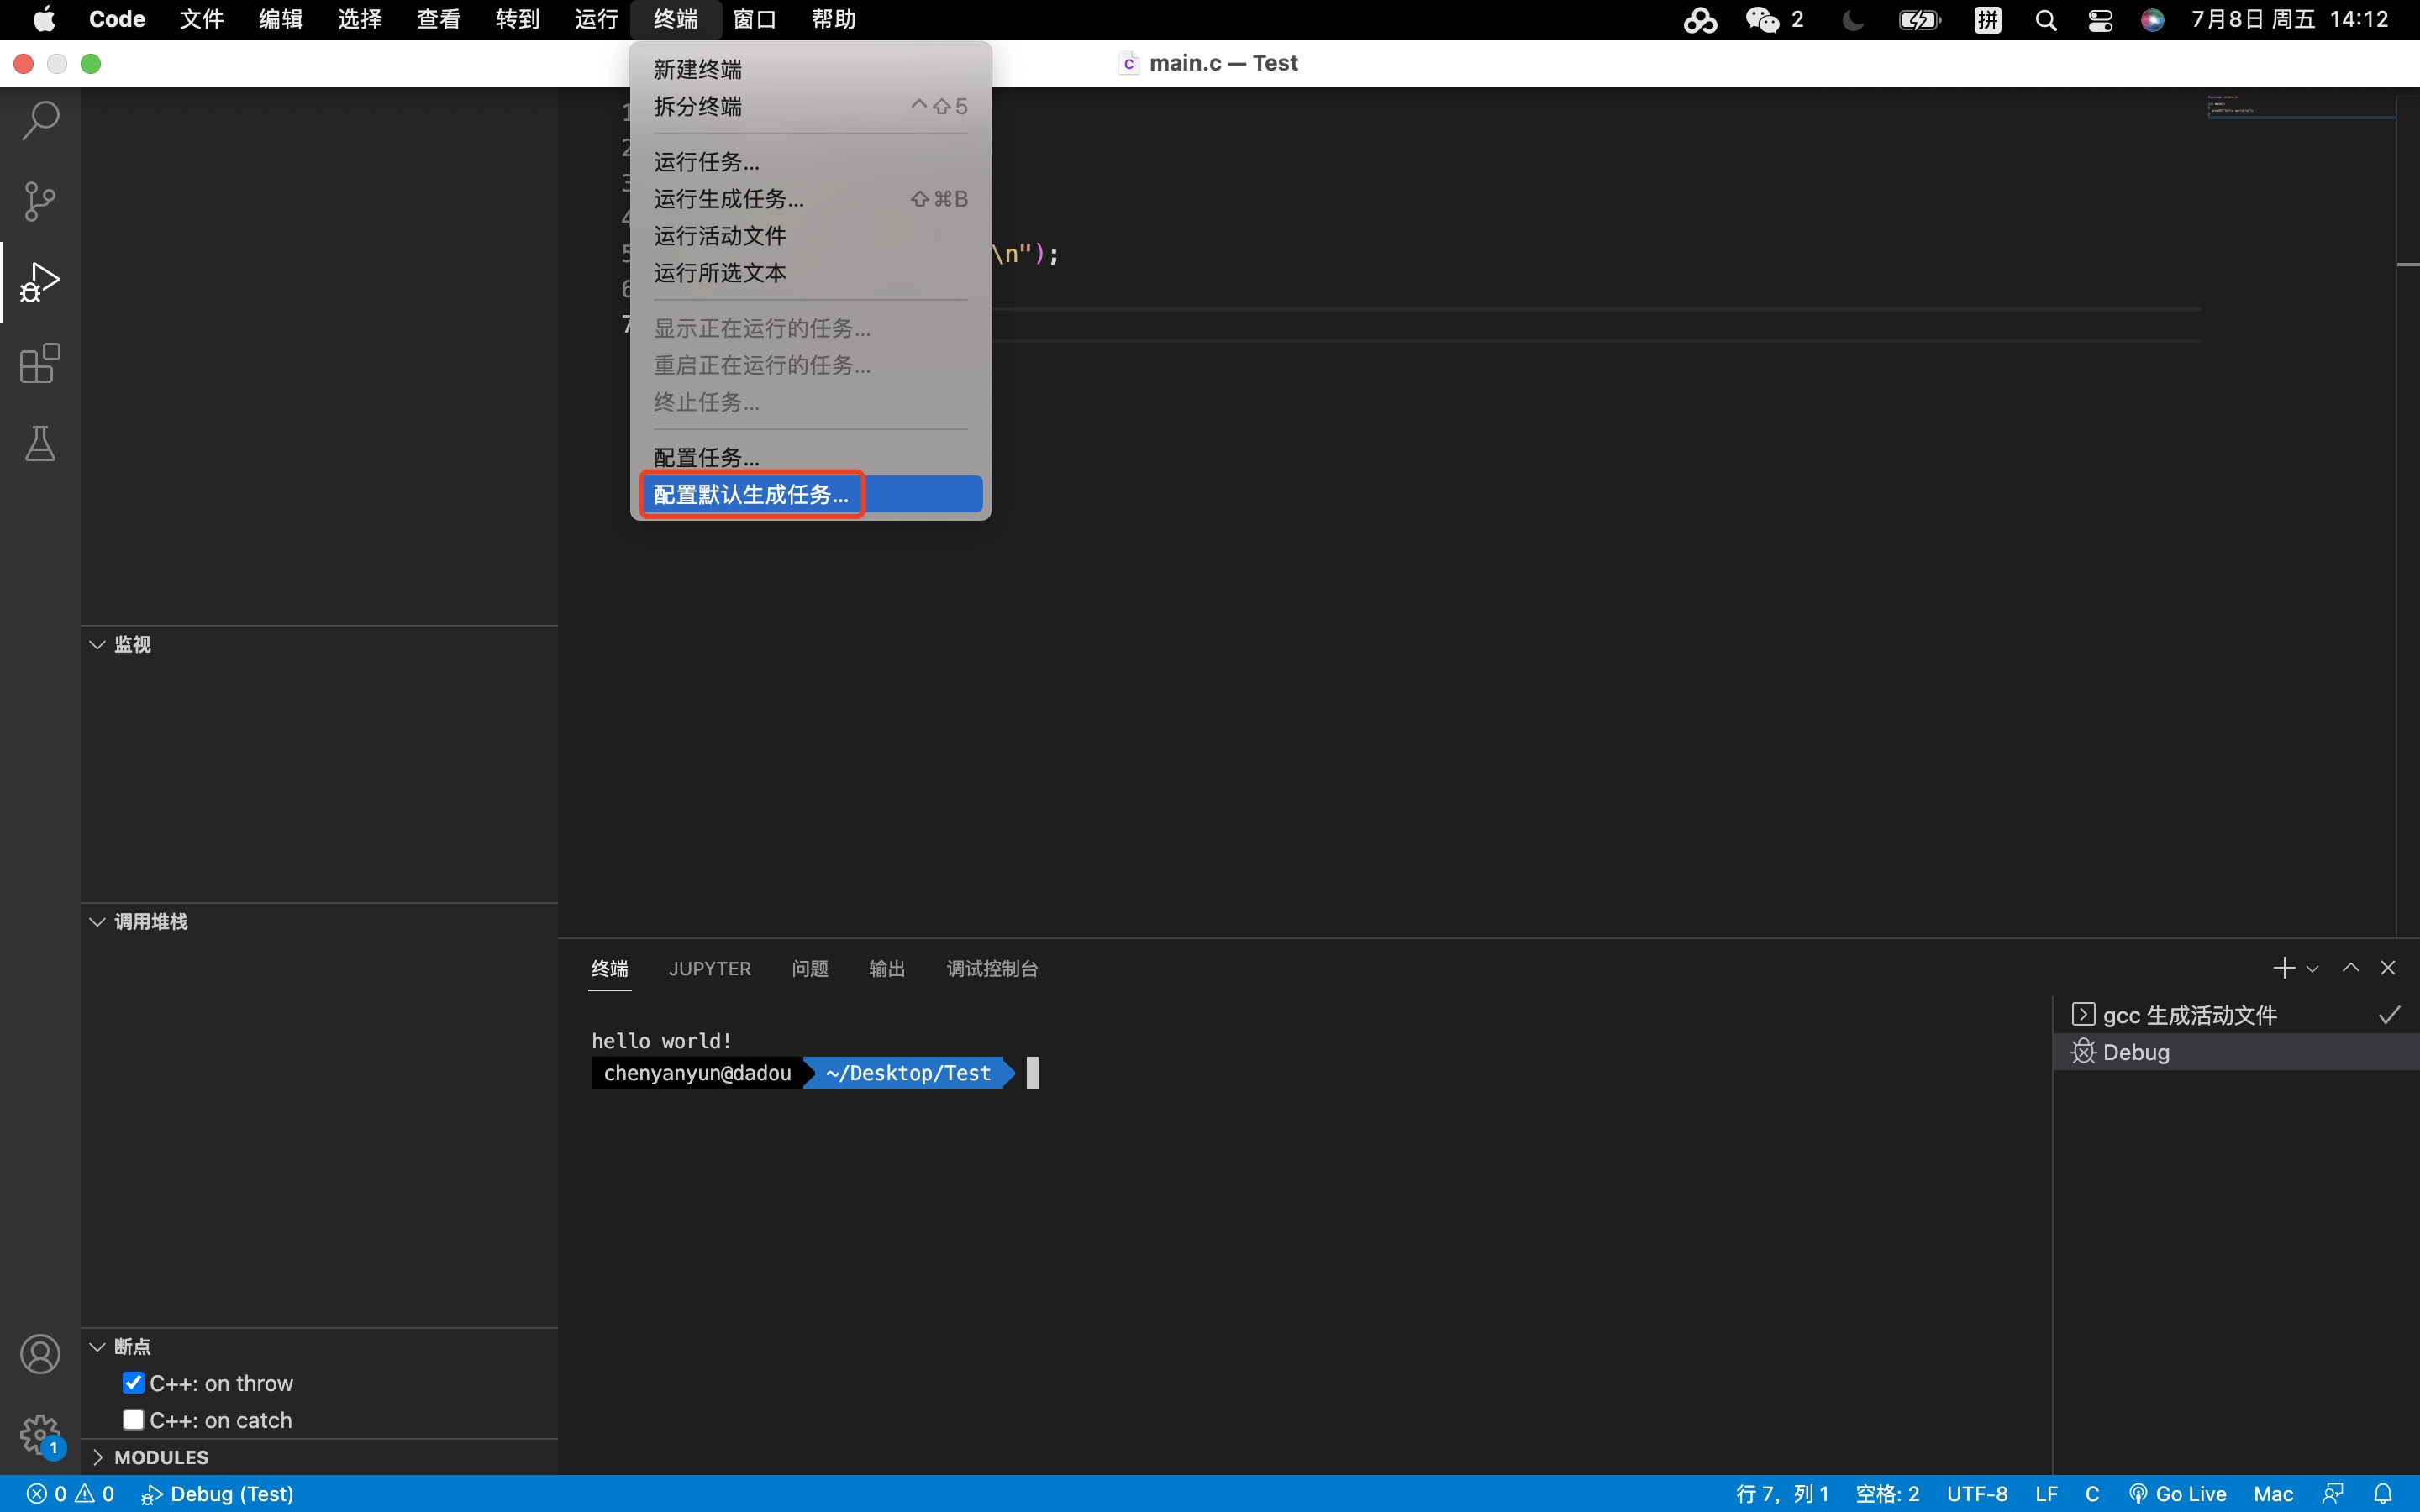 Code 文件 编辑 选择 查看 转到 运行 终端 窗口 帮助 2 拼 7月8日 周五 14:12
C main.c — Test
新建终端
拆分终端 ^⇧5
运行任务...
运行生成任务... ⇧⌘B
运行活动文件
运行所选文本
显示正在运行的任务...
重启正在运行的任务...
终止任务...
配置任务...
配置默认生成任务...
1
2
3
4
5 \n");
6
7
监视
调用堆栈
断点
C++: on throw
C++: on catch
MODULES
1
终端 JUPYTER 问题 输出 调试控制台
hello world!
chenyanyun@dadou ~/Desktop/Test
gcc 生成活动文件
Debug
0 0 Debug (Test) 行 7，列 1 空格: 2 UTF-8 LF C Go Live Mac